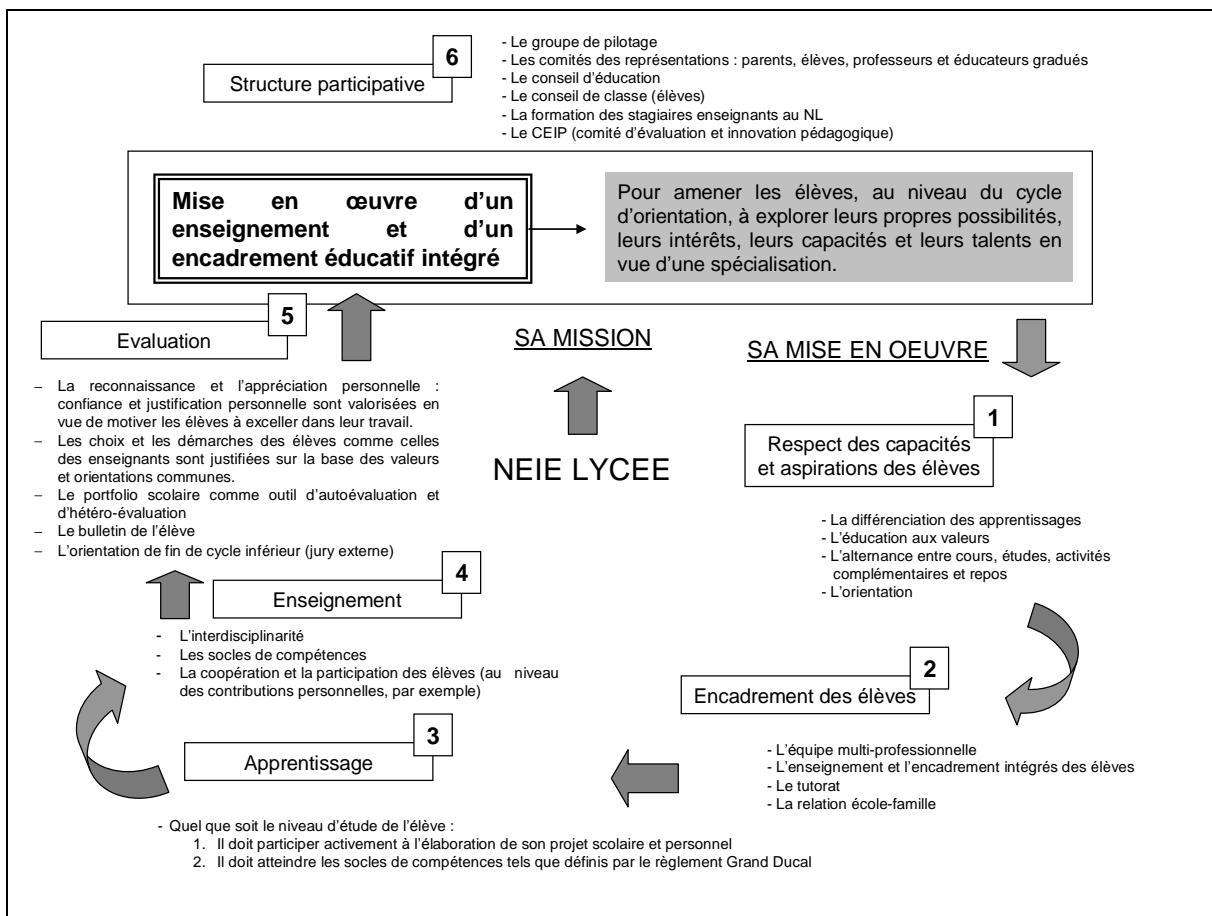 6
Structure participative
- Le groupe de pilotage
- Les comités des représentations : parents, élèves, professeurs et éducateurs gradués
- Le conseil d'éducation
- Le conseil de classe (élèves)
- La formation des stagiaires enseignants au NL
- Le CEIP (comité d'évaluation et innovation pédagogique)
Mise en œuvre d'un
enseignement et d'un
encadrement éducatif intégré
Pour amener les élèves, au niveau du cycle
d'orientation, à explorer leurs propres possibilités,
leurs intérêts, leurs capacités et leurs talents en
vue d'une spécialisation.
5
Evaluation
– La reconnaissance et l'appréciation personnelle :
confiance et justification personnelle sont valorisées en
vue de motiver les élèves à exceller dans leur travail.
– Les choix et les démarches des élèves comme celles
des enseignants sont justifiées sur la base des valeurs
et orientations communes.
– Le portfolio scolaire comme outil d'autoévaluation et
d'hétéro-évaluation
– Le bulletin de l'élève
– L'orientation de fin de cycle inférieur (jury externe)
SA MISSION
NEIE LYCEE
SA MISE EN OEUVRE
1
Respect des capacités
et aspirations des élèves
- La différenciation des apprentissages
- L'éducation aux valeurs
- L'alternance entre cours, études, activités
complémentaires et repos
- L'orientation
4
Enseignement
- L'interdisciplinarité
- Les socles de compétences
- La coopération et la participation des élèves (au niveau
des contributions personnelles, par exemple)
2
Encadrement des élèves
- L'équipe multi-professionnelle
- L'enseignement et l'encadrement intégrés des élèves
- Le tutorat
- La relation école-famille
3
Apprentissage
- Quel que soit le niveau d'étude de l'élève :
1. Il doit participer activement à l'élaboration de son projet scolaire et personnel
2. Il doit atteindre les socles de compétences tels que définis par le règlement Grand Ducal